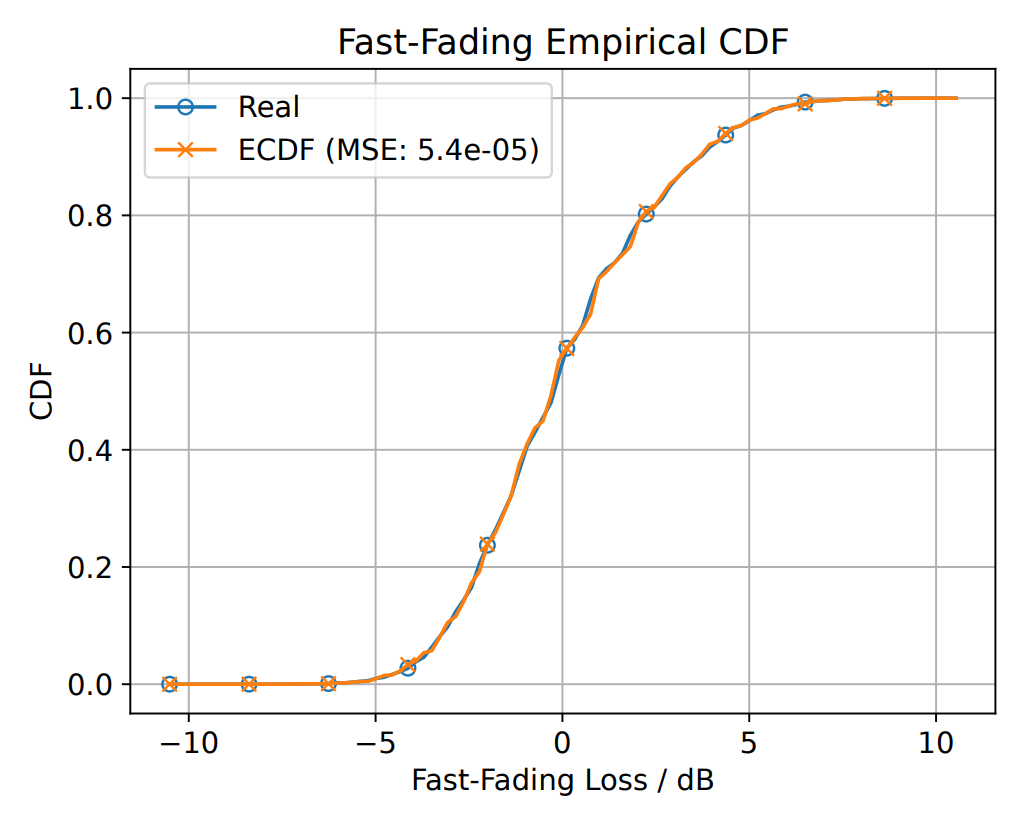 Fast-Fading Empirical CDF
Real
ECDF (MSE: 5.4e-05)
1.0
0.8
0.6
0.4
0.2
0.0
CDF
−10 −5 0 5 10
Fast-Fading Loss / dB